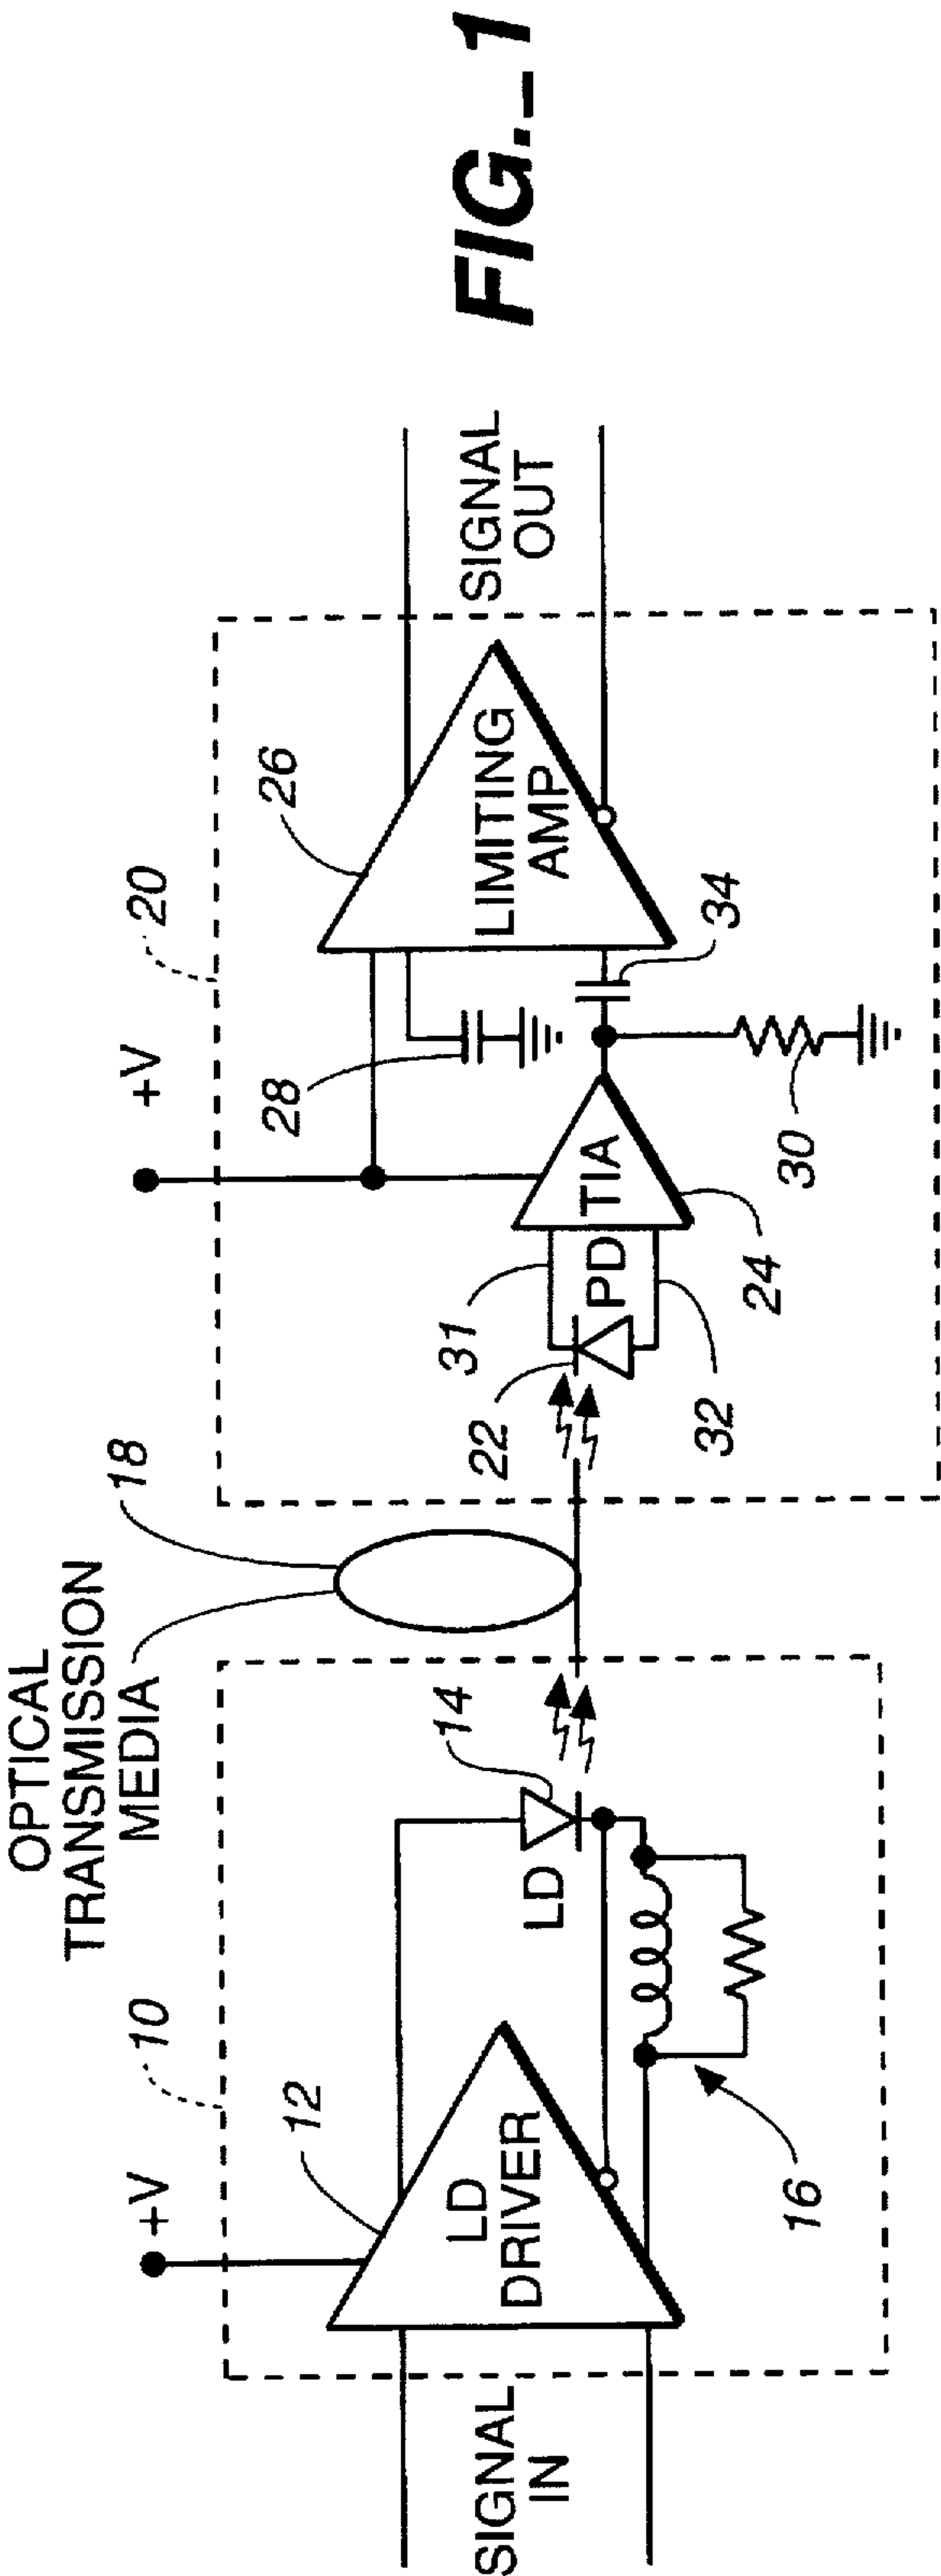 OPTICAL
TRANSMISSION
MEDIA
18
10
+V
12
LD
DRIVER
SIGNAL
IN
LD
14
16
20
+V
22
31
32
PD
TIA
24
28
30
34
26
LIMITING
AMP
SIGNAL
OUT
FIG._1